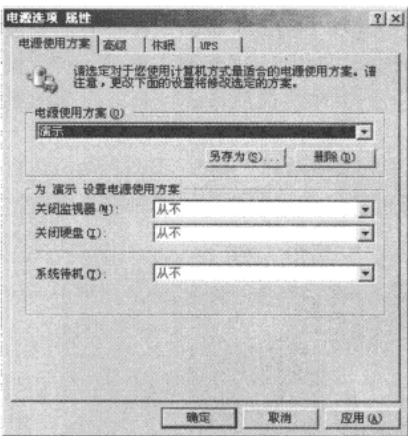 电源选项 属性
电源使用方案 高级 休眠 UPS
请选定对于您使用计算机方式最适合的电源使用方案。请
注意，更改下面的设置将修改选定的方案。
电源使用方案(O)
演示
另存为(S)... 删除(D)
为 演示 设置电源使用方案
关闭监视器(M): 从不
关闭硬盘(I): 从不
系统待机(T): 从不
确定 取消 应用(A)